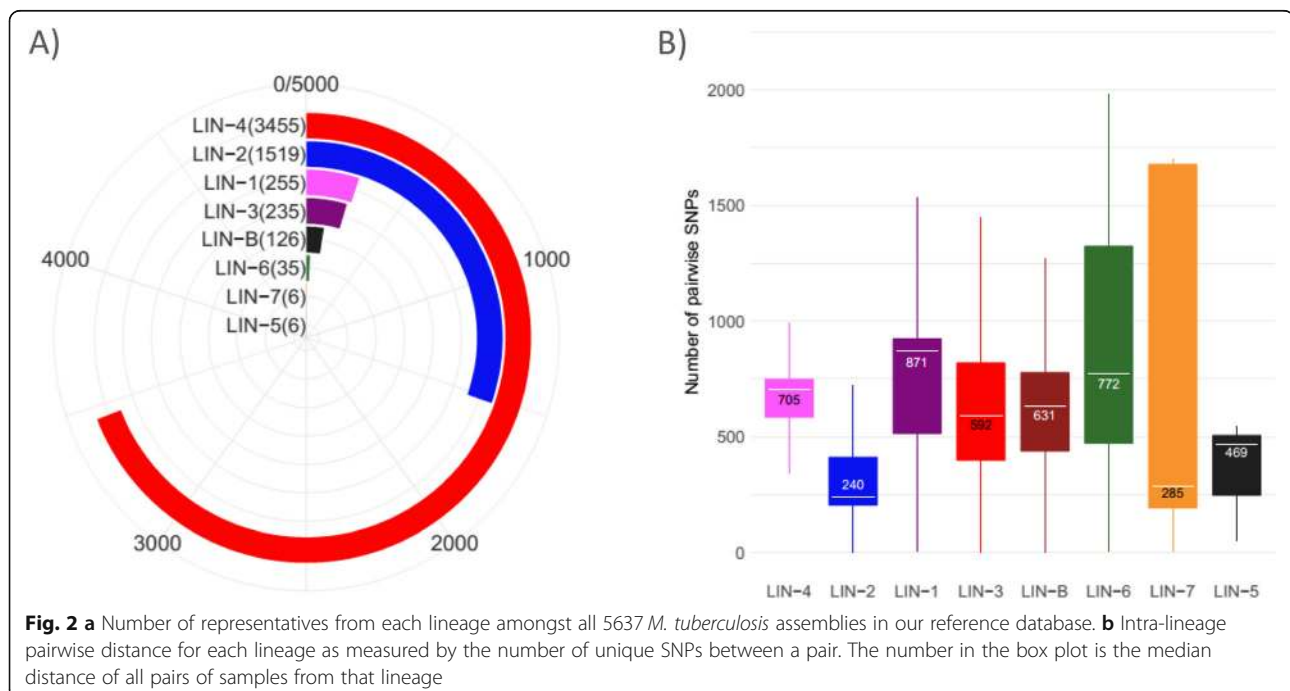 A)
0/5000
LIN−4(3455)
LIN−2(1519)
LIN−1(255)
LIN−3(235)
LIN−B(126)
LIN−6(35)
LIN−7(6)
LIN−5(6)
4000
1000
3000
2000
B)
Number of pairwise SNPs
2000
1500
1000
500
0
705
240
871
592
631
772
285
469
LIN−4 LIN−2 LIN−1 LIN−3 LIN−B LIN−6 LIN−7 LIN−5
Fig. 2 a Number of representatives from each lineage amongst all 5637 M. tuberculosis assemblies in our reference database. b Intra-lineage
pairwise distance for each lineage as measured by the number of unique SNPs between a pair. The number in the box plot is the median
distance of all pairs of samples from that lineage